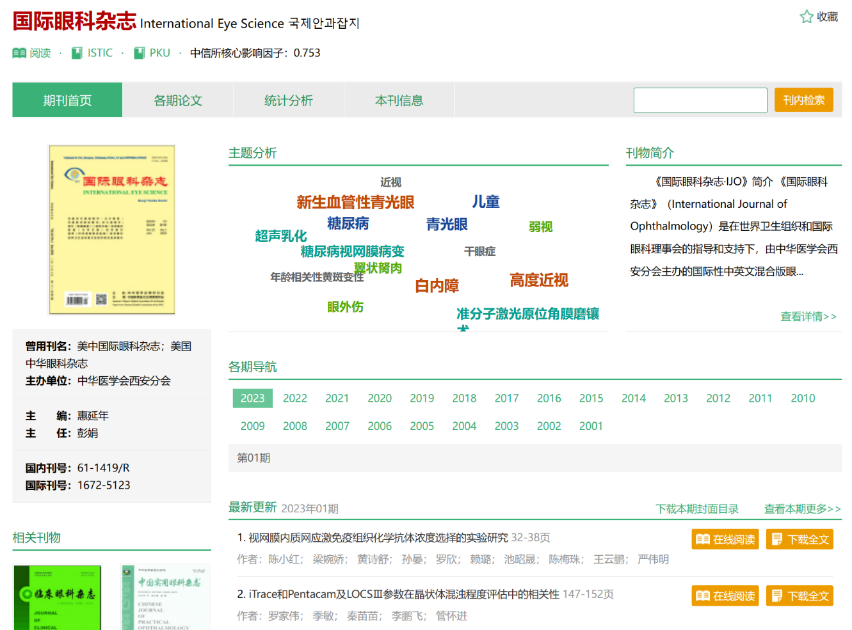 国际眼科杂志 International Eye Science 국제안과잡지
收藏
阅读 · ISTIC · PKU · 中信所核心影响因子：0.753
期刊首页 各期论文 统计分析 本刊信息 刊内检索
国际眼科杂志
INTERNATIONAL EYE SCIENCE
曾用刊名：美中国际眼科杂志；美国
中华眼科杂志
主办单位：中华医学会西安分会
主 编：惠延年
主 任：彭娟
国内刊号：61-1419/R
国际刊号：1672-5123
相关刊物
临床眼科杂志
JOURNAL
OF
CLINICAL
中国实用眼科杂志
CHINESE
JOURNAL
OF
PRACTICAL
OPHTHALMOLOGY
主题分析
近视
新生血管性青光眼 儿童
糖尿病 青光眼 弱视
超声乳化
糖尿病视网膜病变 干眼症
翼状胬肉
年龄相关性黄斑变性
白内障 高度近视
眼外伤
准分子激光原位角膜磨镶
术
刊物简介
《国际眼科杂志·IJO》简介 《国际眼科
杂志》（International Journal of
Ophthalmology）是在世界卫生组织和国际
眼科理事会的指导和支持下，由中华医学会西
安分会主办的国际性中英文混合版眼...
查看详情>>
各期导航
2023 2022 2021 2020 2019 2018 2017 2016 2015 2014 2013 2012 2011 2010
2009 2008 2007 2006 2005 2004 2003 2002 2001
第01期
最新更新 2023年01期 下载本期封面目录 查看本期更多>>
1. 视网膜内质网应激免疫组织化学抗体浓度选择的实验研究 32-38页 在线阅读 下载全文
作者：陈小红； 梁婉娇； 黄诗舒； 孙晏； 罗欣； 赖璐； 池昭晟； 陈梅珠； 王云鹏； 严伟明
2. iTrace和Pentacam及LOCSⅢ参数在晶状体混浊程度评估中的相关性 147-152页 在线阅读 下载全文
作者：罗家伟； 季敏； 秦苗苗； 李鹏飞； 管怀进